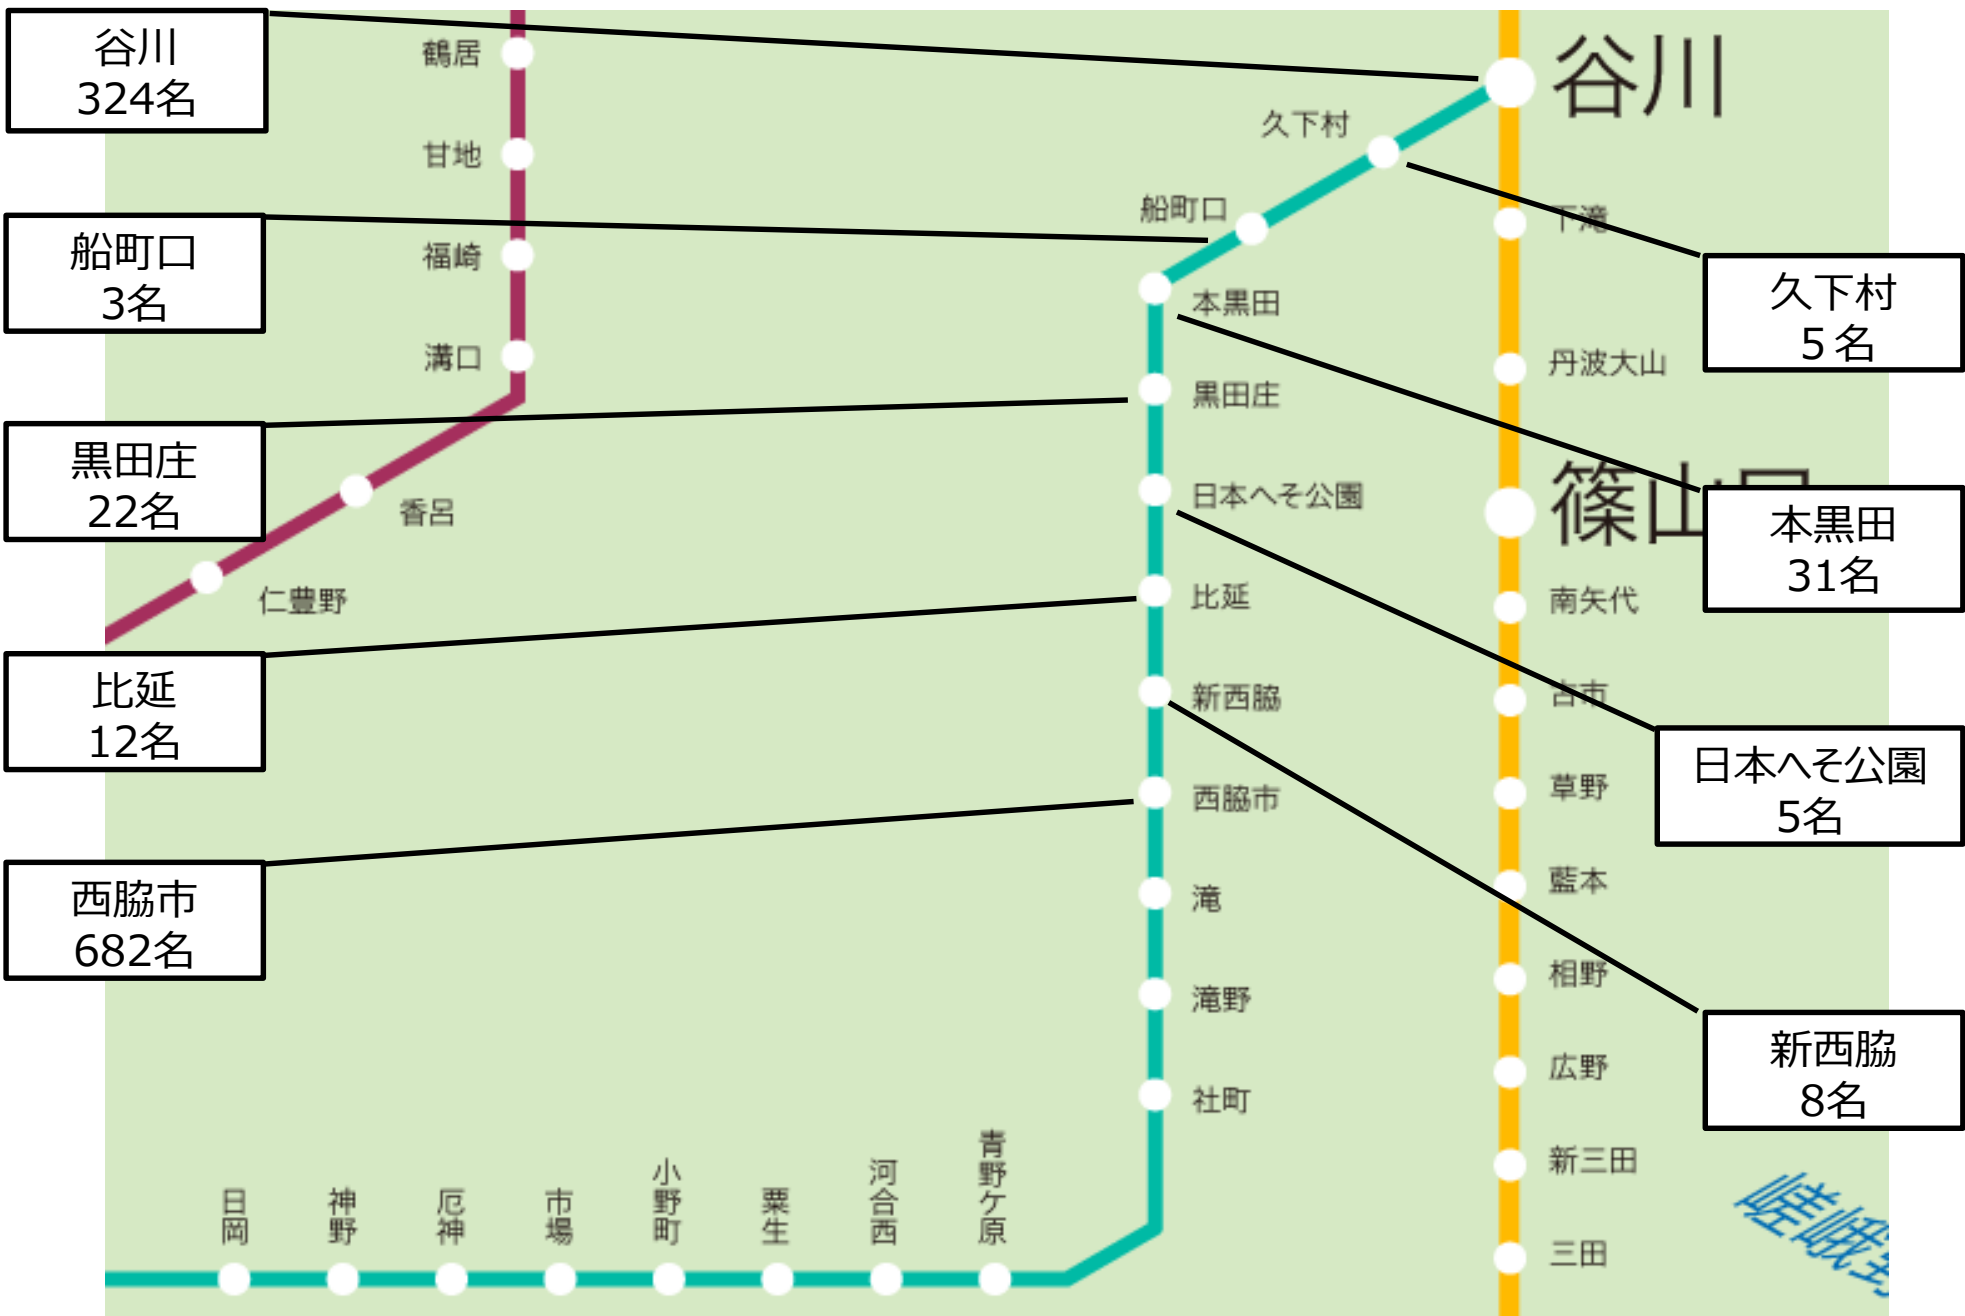 谷川
324名
船町口
3名
黒田庄
22名
比延
12名
西脇市
682名
鶴居
甘地
福崎
溝口
香呂
仁豊野
谷川
久下村
船町口
本黒田
黒田庄
日本へそ公園
比延
新西脇
西脇市
滝
滝野
社町
青野ケ原
河合西
粟生
小野町
市場
厄神
神野
日岡
下滝
丹波大山
篠山口
南矢代
古市
草野
藍本
相野
広野
新三田
三田
久下村
5名
本黒田
31名
日本へそ公園
5名
新西脇
8名
嵯峨野